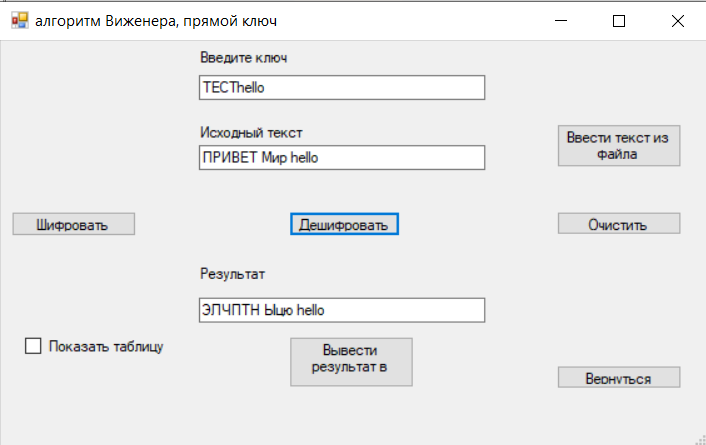 алгоритм Виженера, прямой ключ
Введите ключ
ТЕСТhello
Исходный текст
ПРИВЕТ Мир hello
Ввести текст из
файла
Шифровать
Дешифровать
Очистить
Результат
ЭЛЧПТН Ыцю hello
Показать таблицу
Вывести
результат в
Вернуться